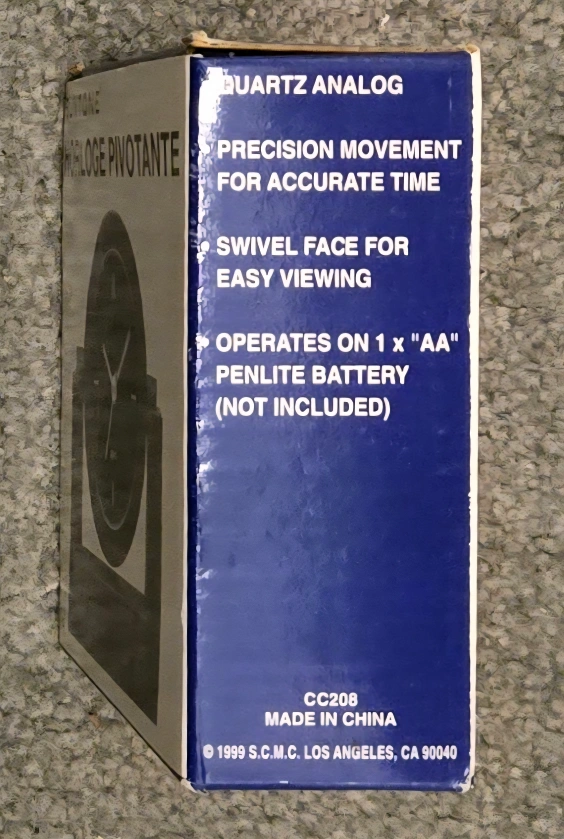 HORLOGE PIVOTANTE
QUARTZ ANALOG
• PRECISION MOVEMENT
FOR ACCURATE TIME
• SWIVEL FACE FOR
EASY VIEWING
• OPERATES ON 1 x "AA"
PENLITE BATTERY
(NOT INCLUDED)
CC208
MADE IN CHINA
© 1999 S.C.M.C. LOS ANGELES, CA 90040